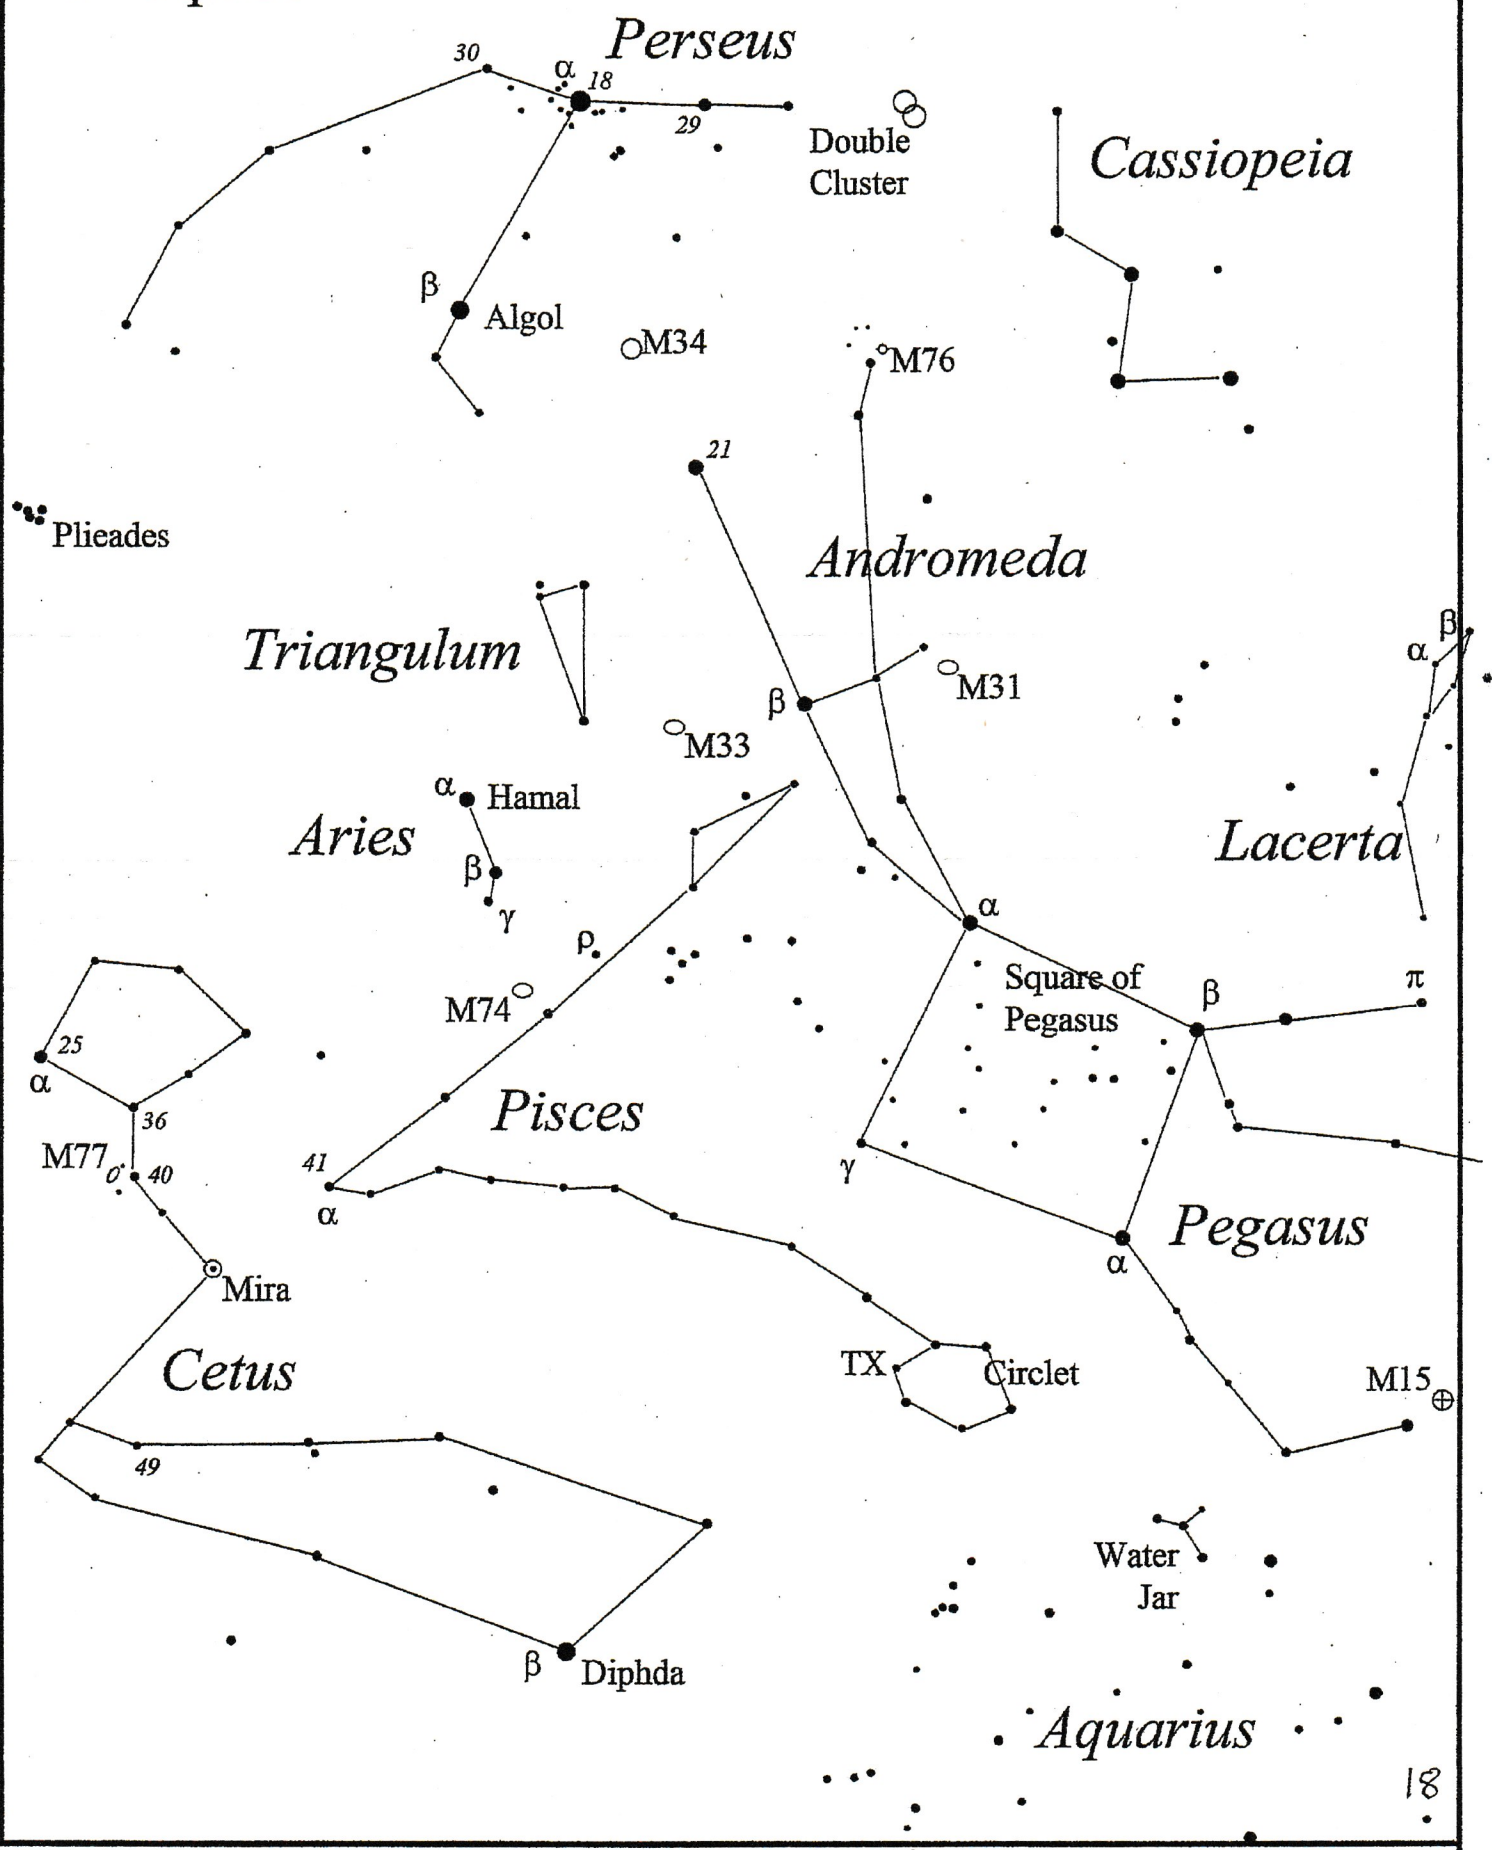 Perseus
30
α
18
29
Double
Cluster
Cassiopeia
β
Algol
M34
M76
21
Plieades
Andromeda
Triangulum
β
α
β
M31
M33
α
Hamal
Aries
β
γ
Lacerta
α
ρ
Square of
Pegasus
β
π
M74
25
α
36
Pisces
M77
40
41
α
γ
Pegasus
α
Mira
Cetus
TX
Circlet
M15
49
Water
Jar
β
Diphda
Aquarius
18